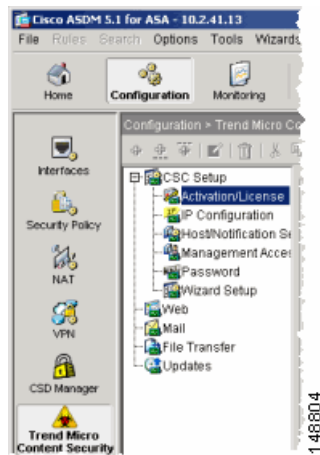 Cisco ASDM 5.1 for ASA - 10.2.41.13
File Rules Search Options Tools Wizards
Home Configuration Monitoring
Configuration > Trend Micro Co
Interfaces
Security Policy
NAT
VPN
CSD Manager
Trend Micro
Content Security
CSC Setup
Activation/License
IP Configuration
Host/Notification Se
Management Acces
Password
Wizard Setup
Web
Mail
File Transfer
Updates
148804